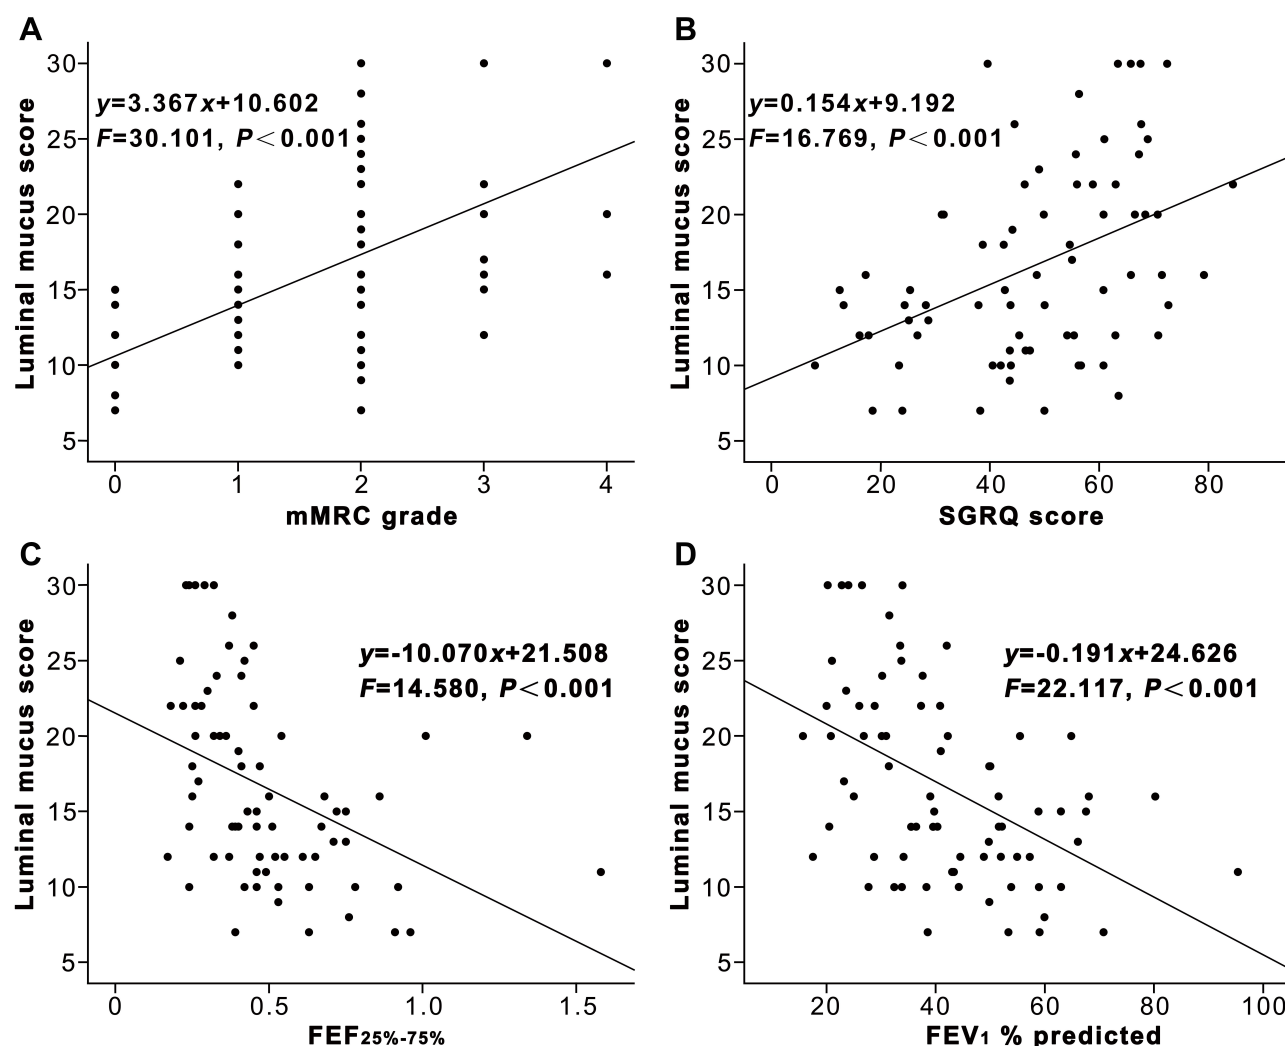 A
Luminal mucus score
30
25
20
15
10
5
y=3.367x+10.602
F=30.101, P<0.001
0 1 2 3 4
mMRC grade
B
Luminal mucus score
30
25
20
15
10
5
y=0.154x+9.192
F=16.769, P<0.001
0 20 40 60 80
SGRQ score
C
Luminal mucus score
30
25
20
15
10
5
y=-10.070x+21.508
F=14.580, P<0.001
0 0.5 1.0 1.5
FEF25%-75%
D
Luminal mucus score
30
25
20
15
10
5
y=-0.191x+24.626
F=22.117, P<0.001
20 40 60 80 100
FEV1 % predicted